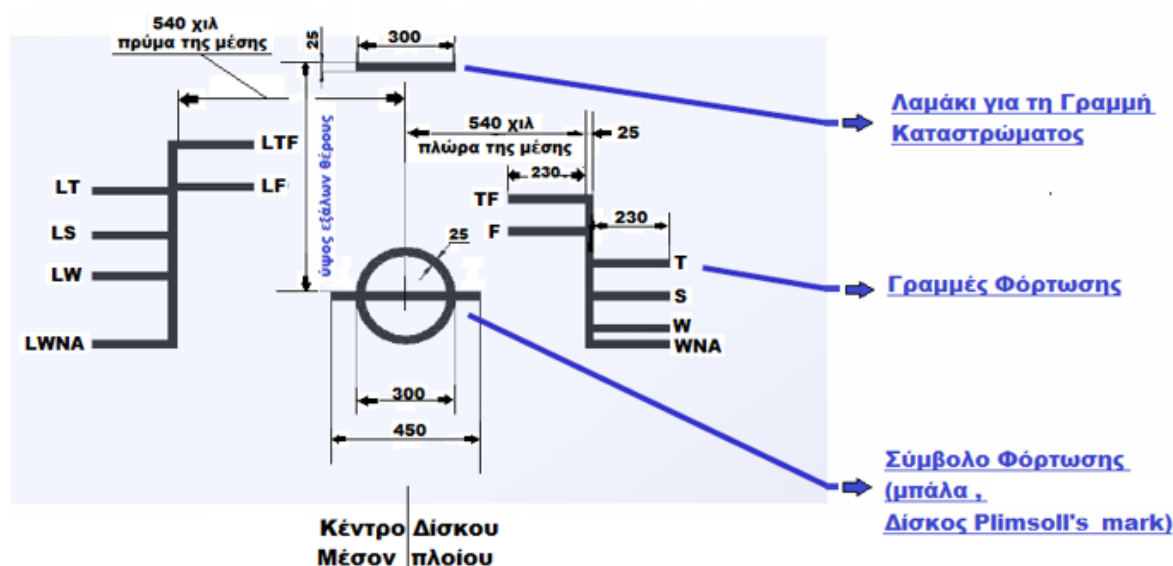 540 χιλ
πρύμα της μέσης
25
300
Λαμάκι για τη Γραμμή
Καταστρώματος
540 χιλ
πλώρα της μέσης
25
LTF
LT
LF
ύψος εξάλων θέρους
230
TF
F
230
LS
25
T
LW
S
Γραμμές Φόρτωσης
W
LWNA
WNA
300
450
Σύμβολο Φόρτωσης
(μπάλα ,
Δίσκος Plimsoll's mark)
Κέντρο Δίσκου
Μέσον πλοίου